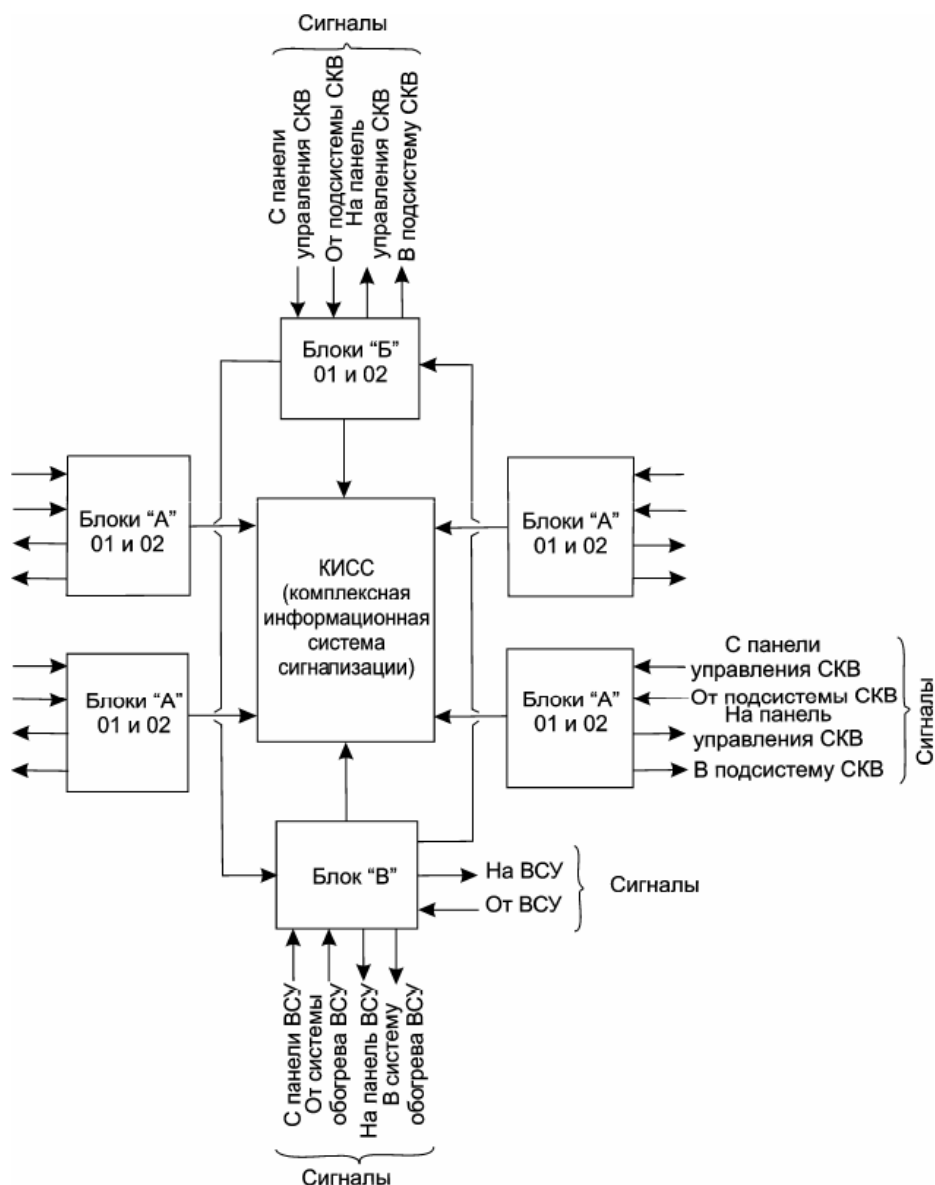 Сигналы
С панели
управления СКВ
От подсистемы СКВ
На панель
управления СКВ
В подсистему СКВ
Блоки “Б”
01 и 02
Блоки “А”
01 и 02
КИСС
(комплексная
информационная
система
сигнализации)
Блоки “А”
01 и 02
Блоки “А”
01 и 02
Блоки “А”
01 и 02
С панели
управления СКВ
От подсистемы СКВ
На панель
управления СКВ
В подсистему СКВ
Сигналы
Блок “В”
На ВСУ
От ВСУ
Сигналы
С панели ВСУ
От системы
обогрева ВСУ
На панель ВСУ
В систему
обогрева ВСУ
Сигналы